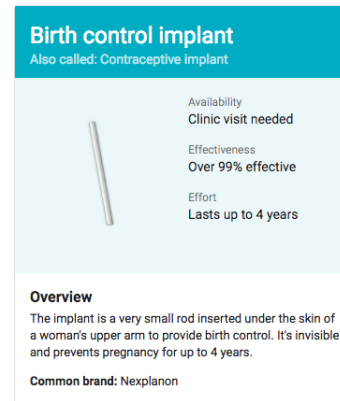 Birth control implant
Also called: Contraceptive implant
Availability
Clinic visit needed
Effectiveness
Over 99% effective
Effort
Lasts up to 4 years
Overview
The implant is a very small rod inserted under the skin of
a woman's upper arm to provide birth control. It's invisible
and prevents pregnancy for up to 4 years.
Common brand: Nexplanon